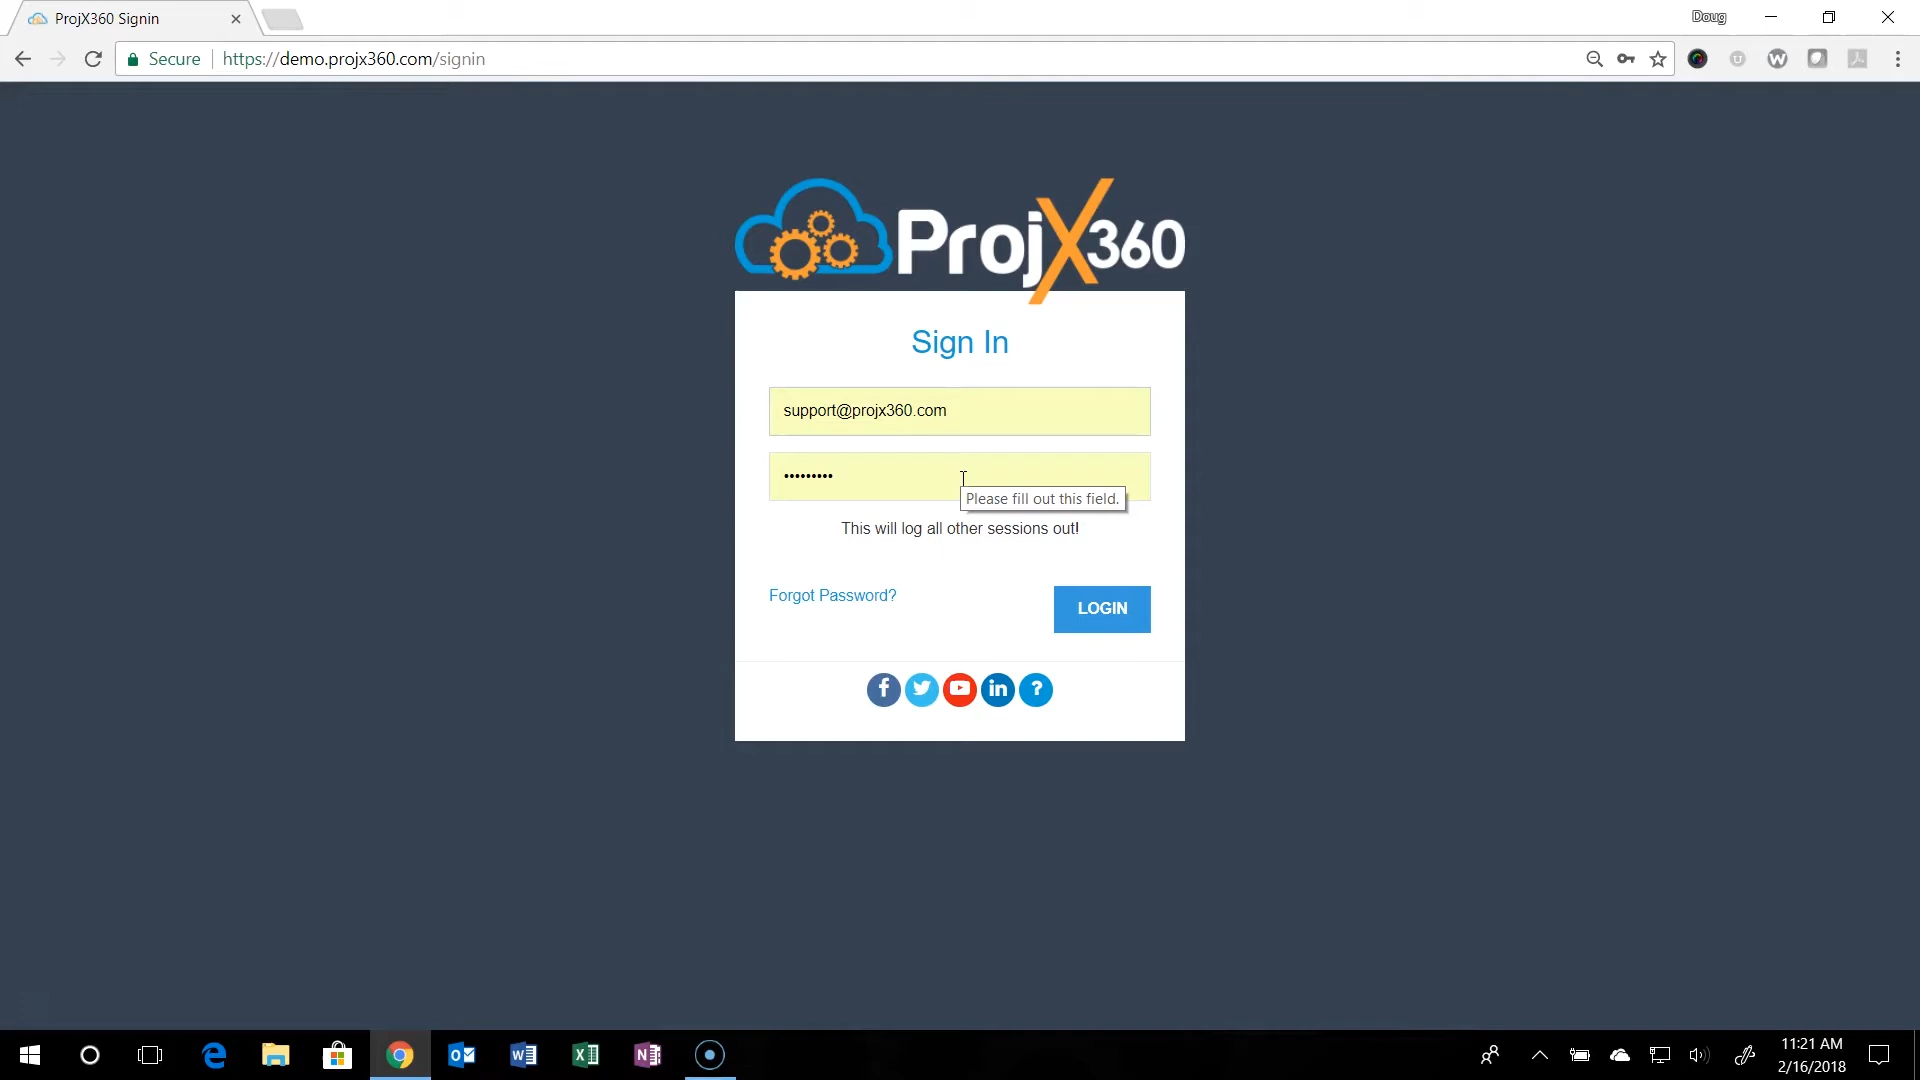 ProjX360 Signin
Doug
Secure
https://demo.projx360.com/signin
ProjX360
Sign In
support@projx360.com
•••••••••
Please fill out this field.
This will log all other sessions out!
Forgot Password?
LOGIN
11:21 AM
2/16/2018